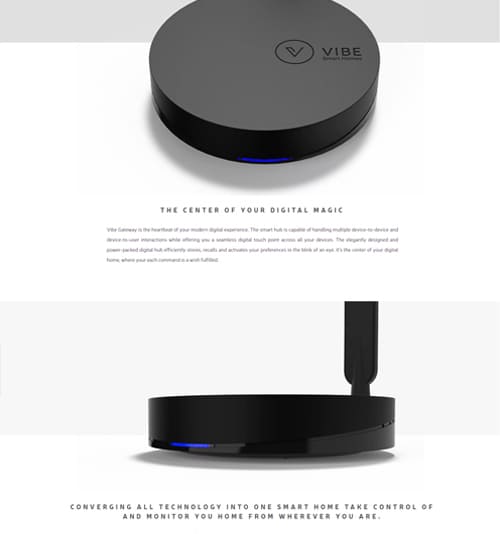 VIBE
Smart Homes
THE CENTER OF YOUR DIGITAL MAGIC
Vibe Gateway is the heartbeat of your modern digital experience. The smart hub is capable of handling multiple device-to-device and
device-to-user interactions while offering you a seamless digital touch point across all your devices. The elegantly designed and
power-packed digital hub efficiently stores, recalls and activates your preferences in the blink of an eye. It's the center of your digital
home, where your each command is a wish fulfilled.
CONVERGING ALL TECHNOLOGY INTO ONE SMART HOME TAKE CONTROL OF
AND MONITOR YOU HOME FROM WHEREVER YOU ARE.